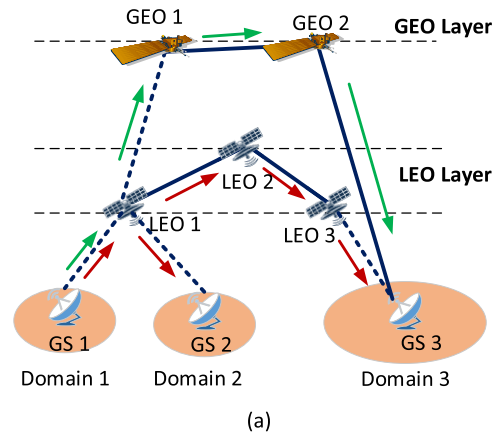 GEO 1
GEO 2
GEO Layer
LEO 2
LEO Layer
LEO 1
LEO 3
GS 1
GS 2
GS 3
Domain 1
Domain 2
Domain 3
(a)